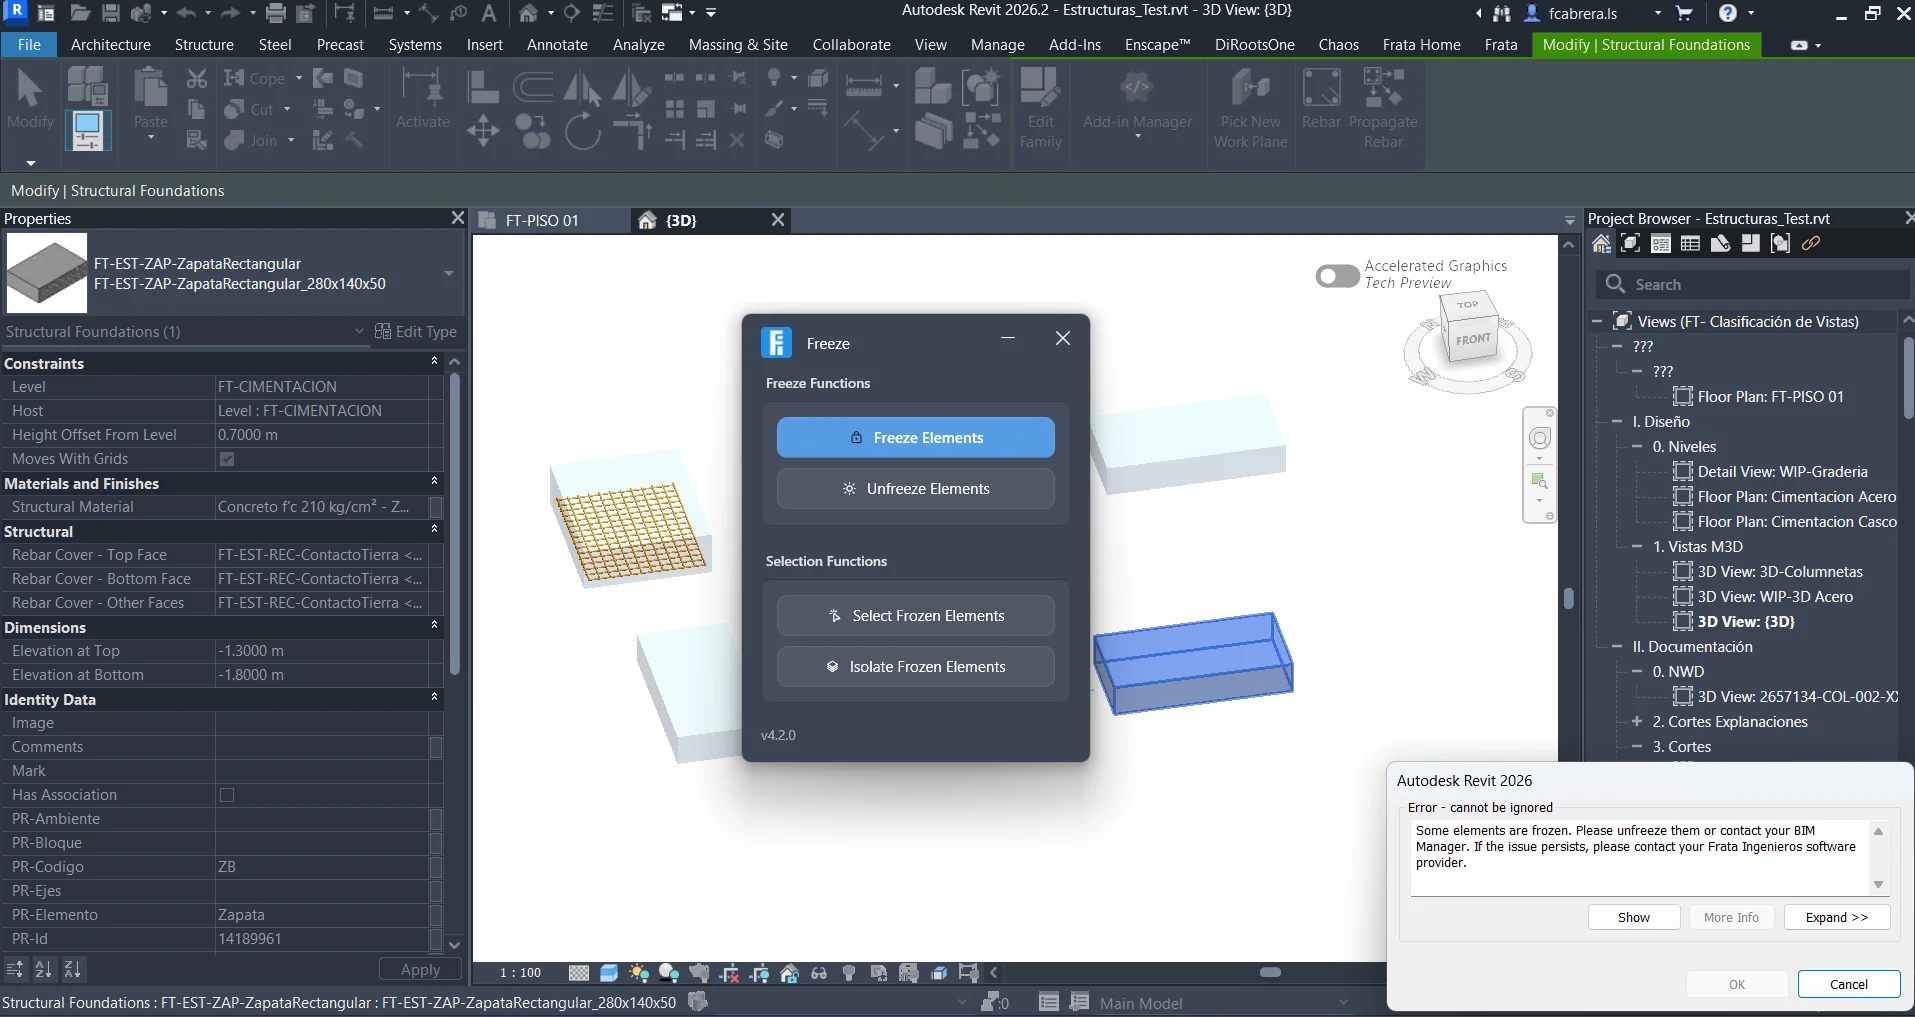 Autodesk Revit 2026.2 - Estructuras_Test.rvt - 3D View: {3D}
fcabrera.ls
File Architecture Structure Steel Precast Systems Insert Annotate Analyze Massing & Site Collaborate View Manage Add-Ins Enscape™ DiRootsOne Chaos Frata Home Frata Modify | Structural Foundations
Modify
Paste
Cope
Cut
Join
Activate
Edit
Family
Add-in Manager
Pick New
Work Plane
Rebar
Propagate
Rebar
Modify | Structural Foundations
Properties
FT-EST-ZAP-ZapataRectangular
FT-EST-ZAP-ZapataRectangular_280x140x50
Structural Foundations (1)
Edit Type
Constraints
Level FT-CIMENTACION
Host Level : FT-CIMENTACION
Height Offset From Level 0.7000 m
Moves With Grids
Materials and Finishes
Structural Material Concreto f'c 210 kg/cm² - Z...
Structural
Rebar Cover - Top Face FT-EST-REC-ContactoTierra <...
Rebar Cover - Bottom Face FT-EST-REC-ContactoTierra <...
Rebar Cover - Other Faces FT-EST-REC-ContactoTierra <...
Dimensions
Elevation at Top -1.3000 m
Elevation at Bottom -1.8000 m
Identity Data
Image
Comments
Mark
Has Association
PR-Ambiente
PR-Bloque
PR-Codigo ZB
PR-Ejes
PR-Elemento Zapata
PR-Id 14189961
Apply
FT-PISO 01
{3D}
Accelerated Graphics
Tech Preview
TOP
FRONT
W
S
Freeze
Freeze Functions
Freeze Elements
Unfreeze Elements
Selection Functions
Select Frozen Elements
Isolate Frozen Elements
v4.2.0
Project Browser - Estructuras_Test.rvt
Search
Views (FT- Clasificación de Vistas)
???
???
Floor Plan: FT-PISO 01
I. Diseño
0. Niveles
Detail View: WIP-Graderia
Floor Plan: Cimentacion Acero
Floor Plan: Cimentacion Casco
1. Vistas M3D
3D View: 3D-Columnetas
3D View: WIP-3D Acero
3D View: {3D}
II. Documentación
0. NWD
3D View: 2657134-COL-002-XX
2. Cortes Explanaciones
3. Cortes
Autodesk Revit 2026
Error - cannot be ignored
Some elements are frozen. Please unfreeze them or contact your BIM
Manager. If the issue persists, please contact your Frata Ingenieros software
provider.
Show
More Info
Expand >>
OK
Cancel
1 : 100
Structural Foundations : FT-EST-ZAP-ZapataRectangular : FT-EST-ZAP-ZapataRectangular_280x140x50
:0
Main Model